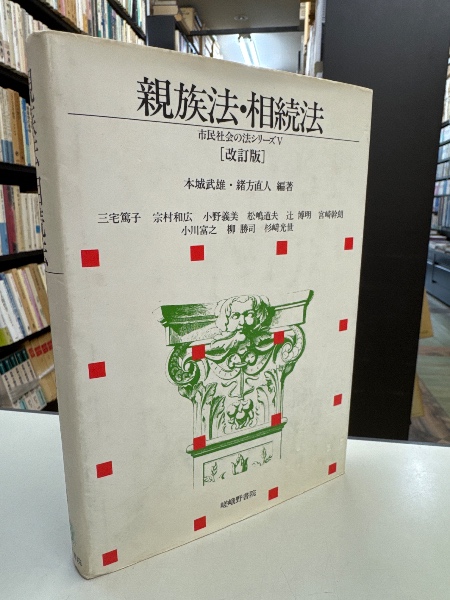 親族法・相続法
市民社会の法シリーズV
［改訂版］
本城武雄・緒方直人 編著
三宅篤子 宗村和広 小野義美 松嶋道夫 辻 博明 宮崎幹朗
小川富之 柳 勝司 杉﨑光世
嵯峨野書院